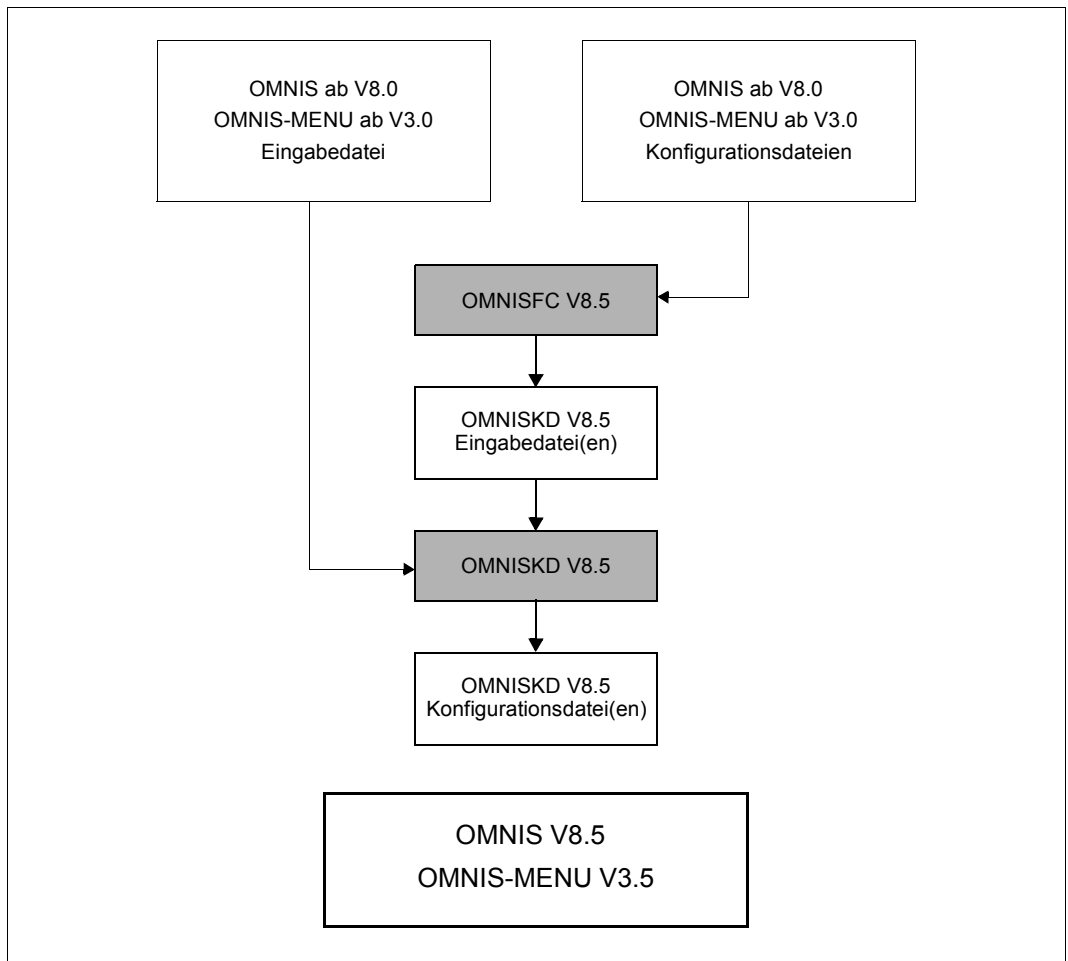 OMNIS ab V8.0
OMNIS-MENU ab V3.0
Eingabedatei
OMNIS ab V8.0
OMNIS-MENU ab V3.0
Konfigurationsdateien
OMNISFC V8.5
OMNISKD V8.5
Eingabedatei(en)
OMNISKD V8.5
OMNISKD V8.5
Konfigurationsdatei(en)
OMNIS V8.5
OMNIS-MENU V3.5